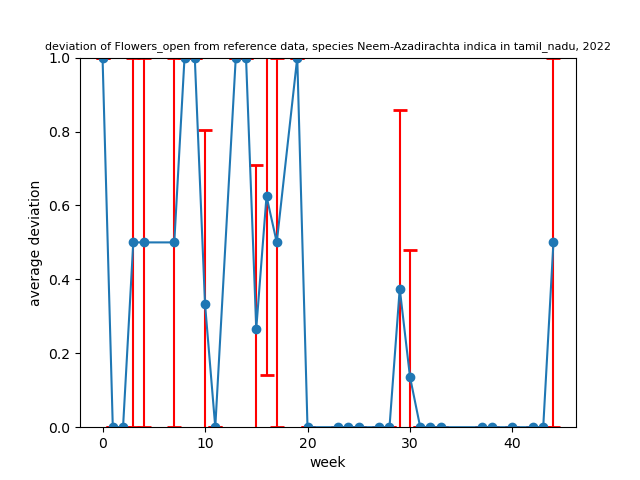 deviation of Flowers_open from reference data, species Neem-Azadirachta indica in tamil_nadu, 2022
1.0
0.8
0.6
0.4
0.2
0.0
average deviation
0 10 20 30 40
week